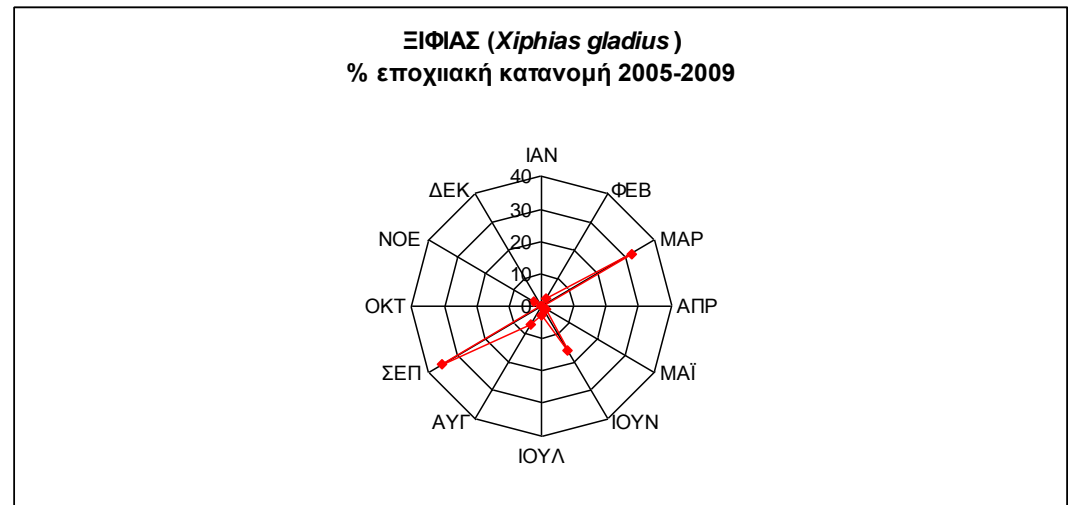 ΞΙΦΙΑΣ (Xiphias gladius)
% εποχιιακή κατανομή 2005-2009
ΙΑΝ
ΦΕΒ
ΜΑΡ
ΑΠΡ
ΜΑΪ
ΙΟΥΝ
ΙΟΥΛ
ΑΥΓ
ΣΕΠ
ΟΚΤ
ΝΟΕ
ΔΕΚ
40
30
20
10
0